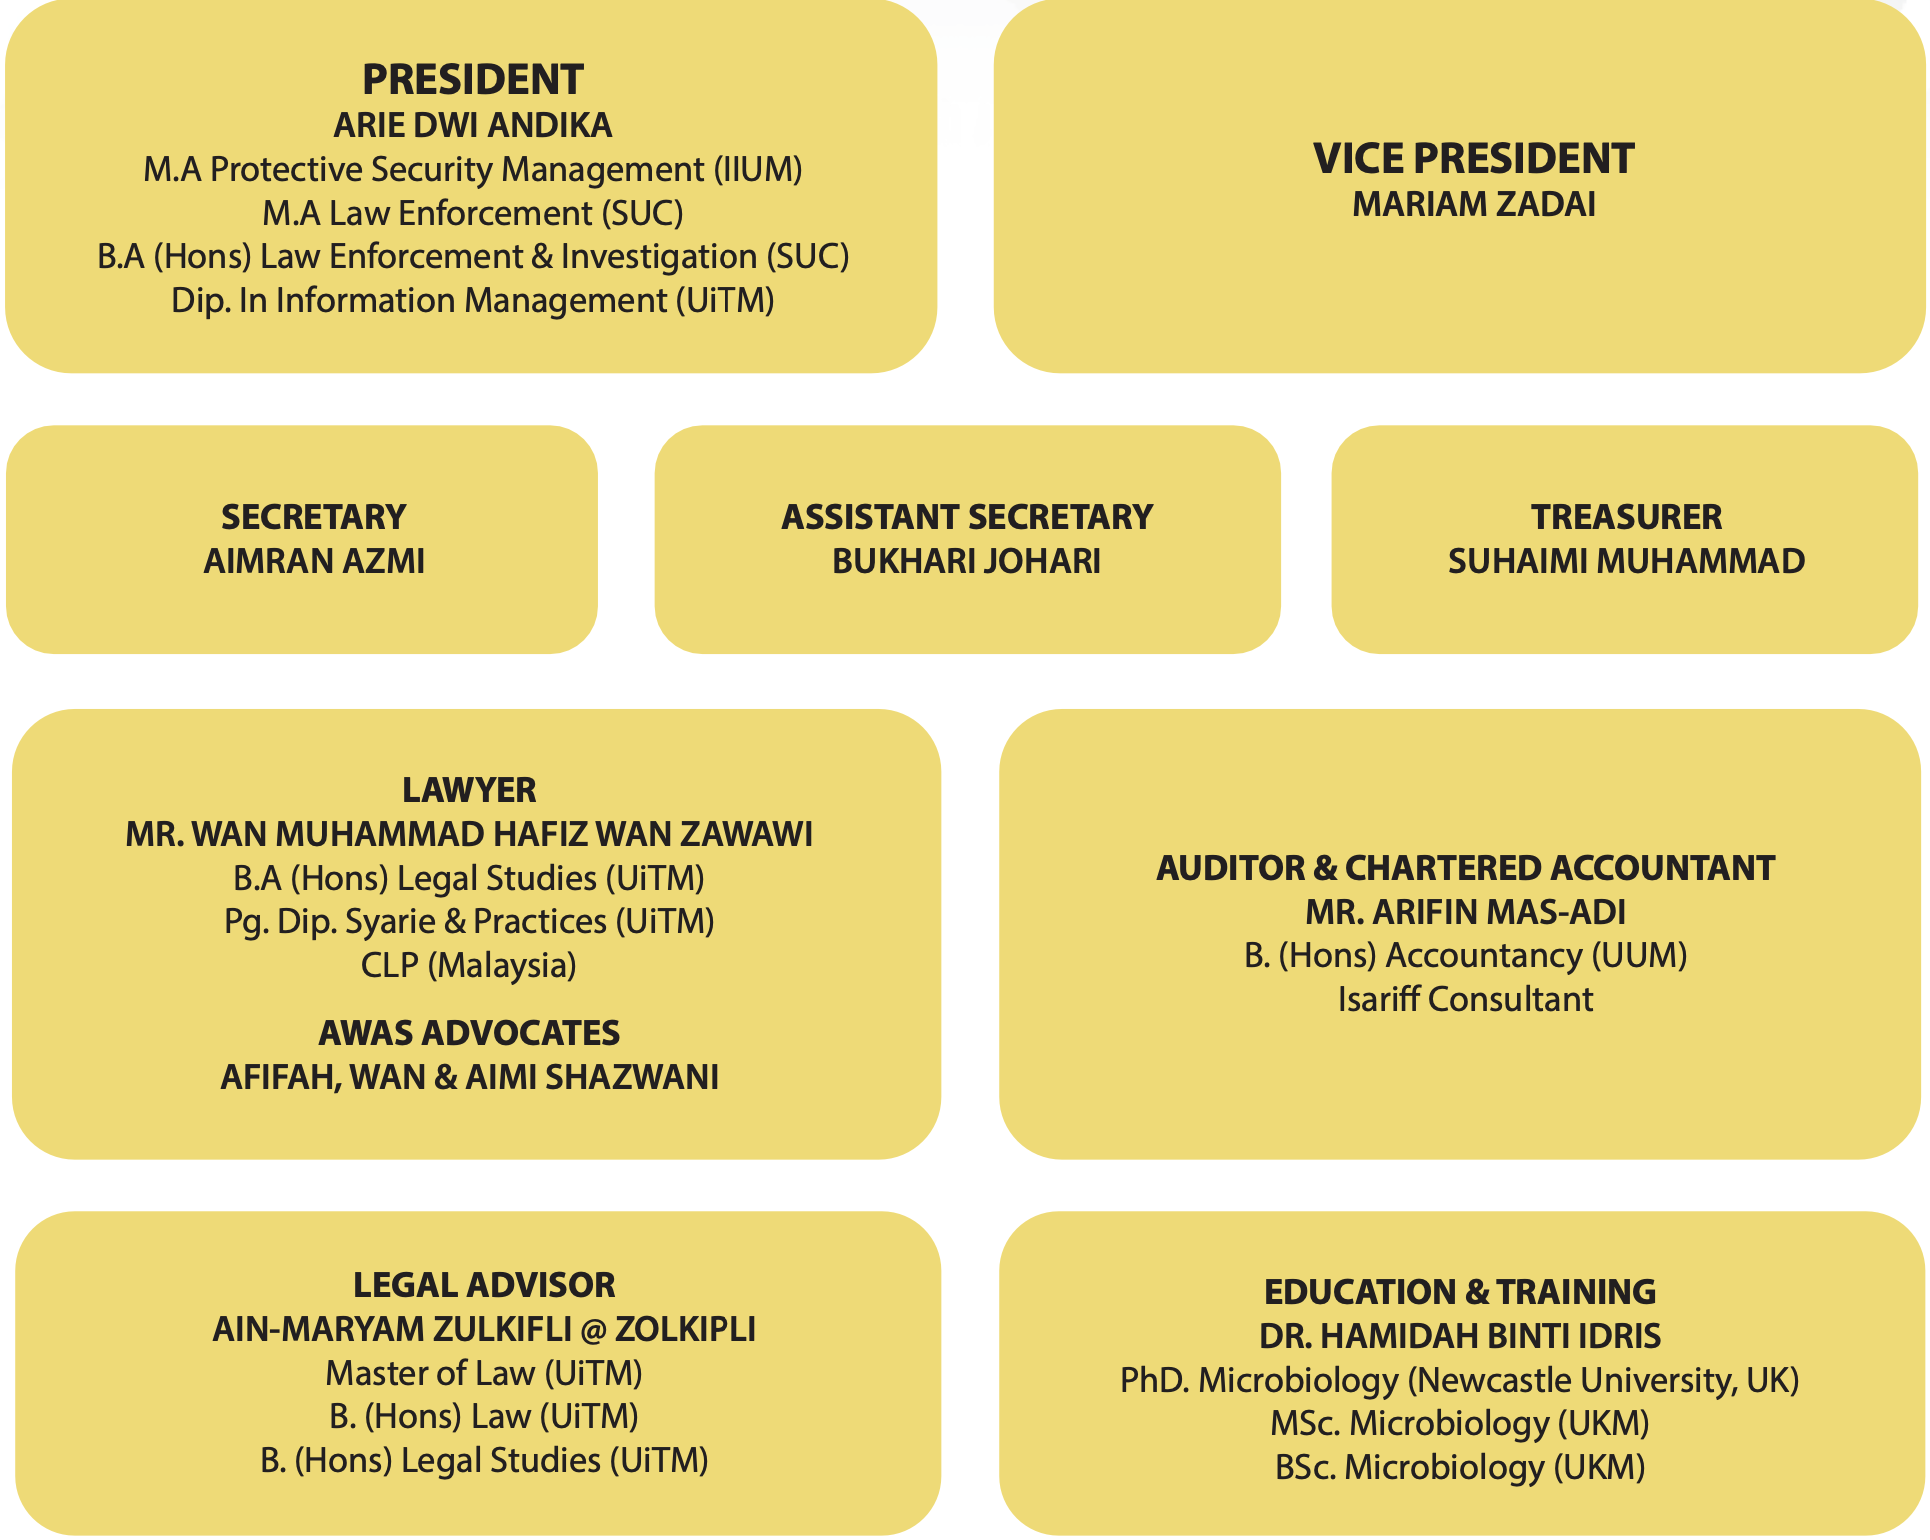 PRESIDENT
ARIE DWI ANDIKA
M.A Protective Security Management (IIUM)
M.A Law Enforcement (SUC)
B.A (Hons) Law Enforcement & Investigation (SUC)
Dip. In Information Management (UiTM)
VICE PRESIDENT
MARIAM ZADAI
SECRETARY
AIMRAN AZMI
ASSISTANT SECRETARY
BUKHARI JOHARI
TREASURER
SUHAIMI MUHAMMAD
LAWYER
MR. WAN MUHAMMAD HAFIZ WAN ZAWAWI
B.A (Hons) Legal Studies (UiTM)
Pg. Dip. Syarie & Practices (UiTM)
CLP (Malaysia)
AWAS ADVOCATES
AFIFAH, WAN & AIMI SHAZWANI
AUDITOR & CHARTERED ACCOUNTANT
MR. ARIFIN MAS-ADI
B. (Hons) Accountancy (UUM)
Isariff Consultant
LEGAL ADVISOR
AIN-MARYAM ZULKIFLI @ ZOLKIPLI
Master of Law (UiTM)
B. (Hons) Law (UiTM)
B. (Hons) Legal Studies (UiTM)
EDUCATION & TRAINING
DR. HAMIDAH BINTI IDRIS
PhD. Microbiology (Newcastle University, UK)
MSc. Microbiology (UKM)
BSc. Microbiology (UKM)